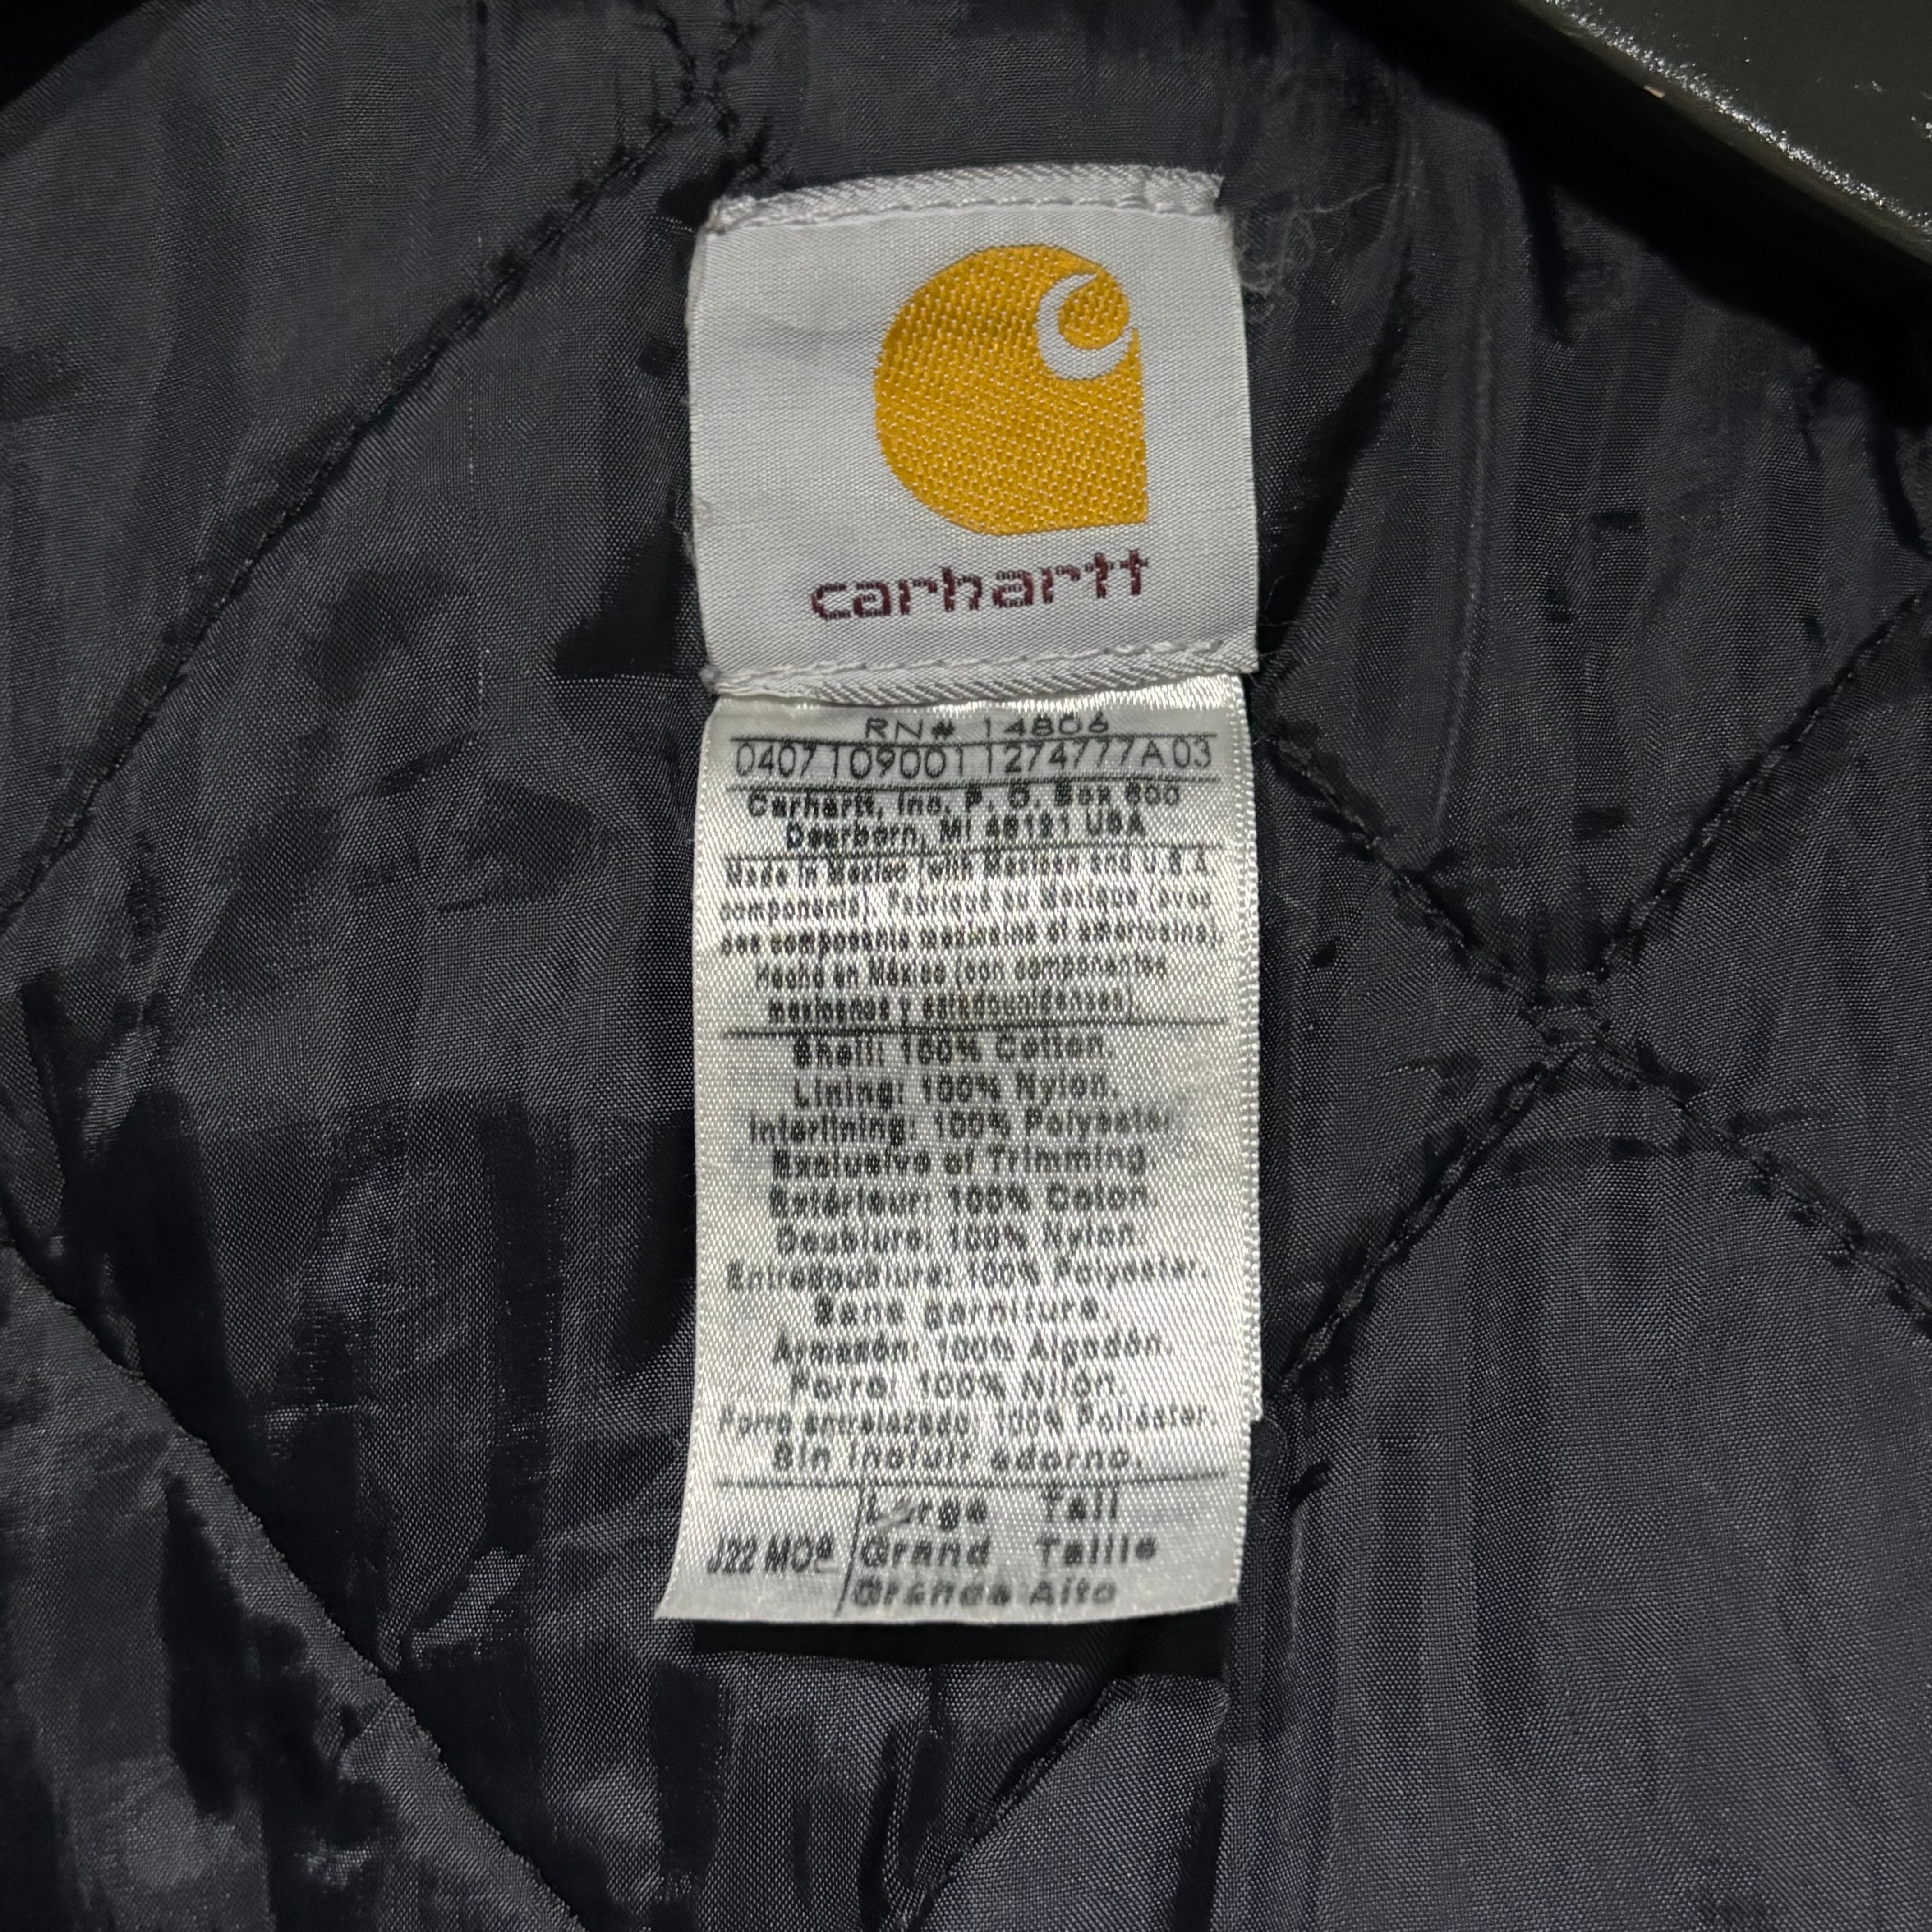 carhartt
RN# 14806
0407109001 1274777A03
Carhartt, Inc. P. O. Box 600
Dearborn, MI 48121 USA
Made in Mexico (with Mexican and U.S.A
components). Fabriqué au Mexique (avec
des composants mexicains et américains).
Hecho en México (con componentes
mexicanos y estadounidenses).
Shell: 100% Cotton.
Lining: 100% Nylon.
Interlining: 100% Polyester
Exclusive of Trimming.
Extérieur: 100% Coton.
Doublure: 100% Nylon.
Entredoublure: 100% Polyester.
Sans garniture
Armazón: 100% Algodón.
Forro: 100% Nilón.
Forro entrelazado: 100% Poliéster.
Sin incluir adorno.
J22 MOº
Large Tall
Grand Taille
Grande Alto